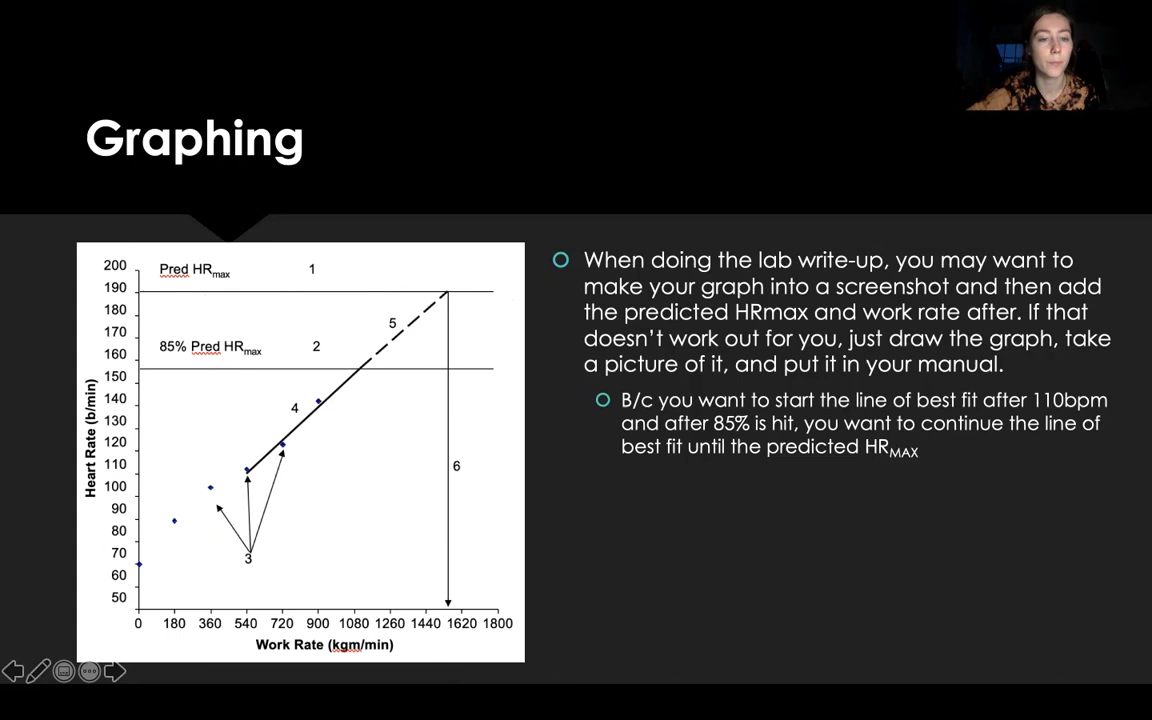 Graphing
200
190
180
170
160
150
140
130
120
110
100
90
80
70
60
50
Heart Rate (b/min)
Pred HRmax 1
85% Pred HRmax 2
5
4
6
3
0 180 360 540 720 900 1080 1260 1440 1620 1800
Work Rate (kgm/min)
When doing the lab write-up, you may want to
make your graph into a screenshot and then add
the predicted HRmax and work rate after. If that
doesn't work out for you, just draw the graph, take
a picture of it, and put it in your manual.
B/c you want to start the line of best fit after 110bpm
and after 85% is hit, you want to continue the line of
best fit until the predicted HRMAX